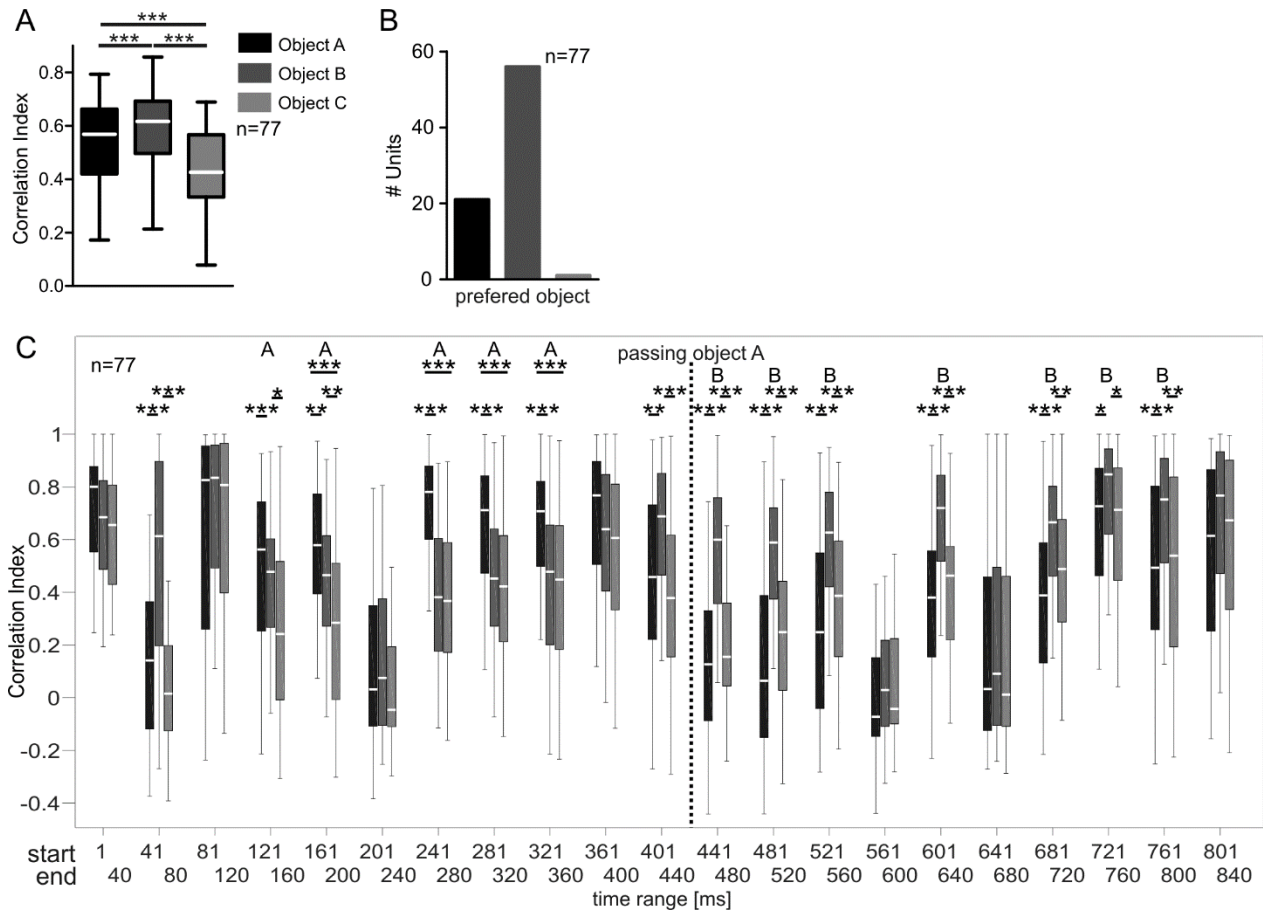 A
***
*** ***
Object A
Object B
Object C
n=77
Correlation Index
0.8
0.6
0.4
0.2
0.0
B
n=77
# Units
60
40
20
0
prefered object
C
n=77
passing object A
A A A A A B B B B B B B
*** *** *** ***
*** * ** *** *** *** *** *** ** * **
*** *** ** *** *** *** ** *** *** *** *** *** * ***
Correlation Index
1
0.8
0.6
0.4
0.2
0
-0.2
-0.4
start 1 41 81 121 161 201 241 281 321 361 401 441 481 521 561 601 641 681 721 761 801
end 40 80 120 160 200 240 280 320 360 400 440 480 520 560 600 640 680 720 760 800 840
time range [ms]